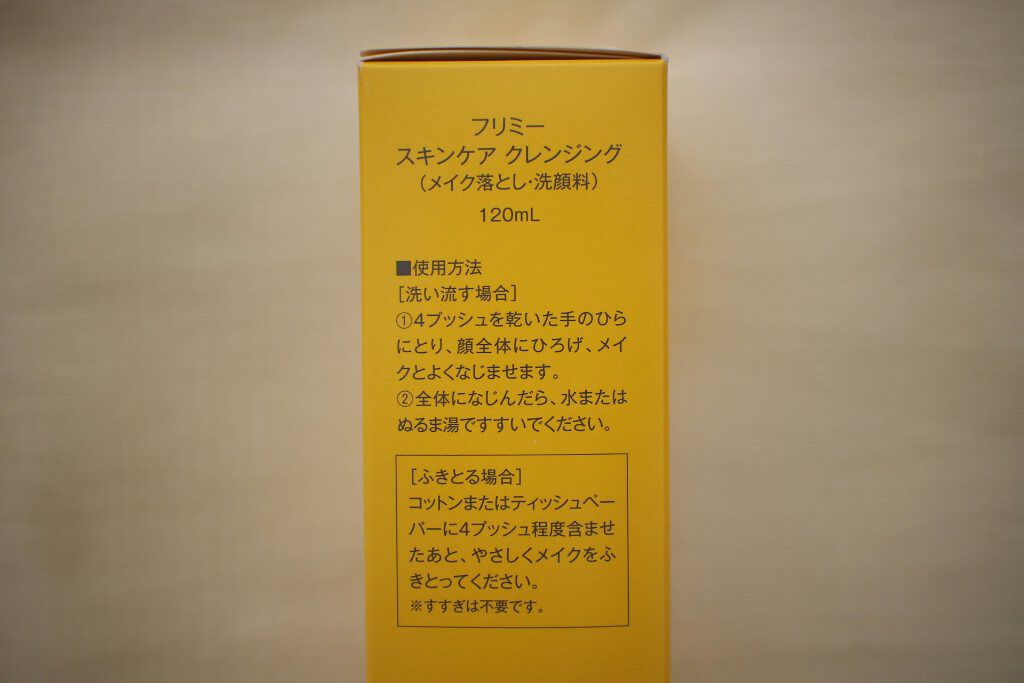 フリミー
スキンケア クレンジング
（メイク落とし・洗顔料）
120mL
■使用方法
［洗い流す場合］
①4プッシュを乾いた手のひら
にとり、顔全体にひろげ、メイ
クとよくなじませます。
②全体になじんだら、水または
ぬるま湯ですすいでください。
［ふきとる場合］
コットンまたはティッシュペー
パーに4プッシュ程度含ませ
たあと、やさしくメイクをふ
きとってください。
※すすぎは不要です。